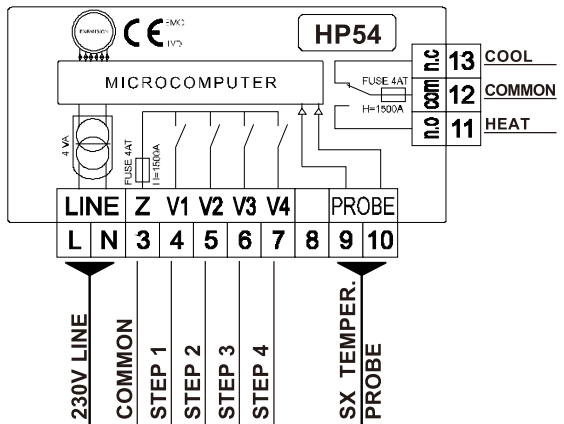 EXPANSION
CE EMC
LVD
HP54
MICROCOMPUTER
n.c 13 COOL
FUSE 4AT
com 12 COMMON
H=1500A
n.o 11 HEAT
4 VA
FUSE 4AT
H=1500A
LINE Z V1 V2 V3 V4 PROBE
L N 3 4 5 6 7 8 9 10
230V LINE
COMMON
STEP 1
STEP 2
STEP 3
STEP 4
SX TEMPER.
PROBE